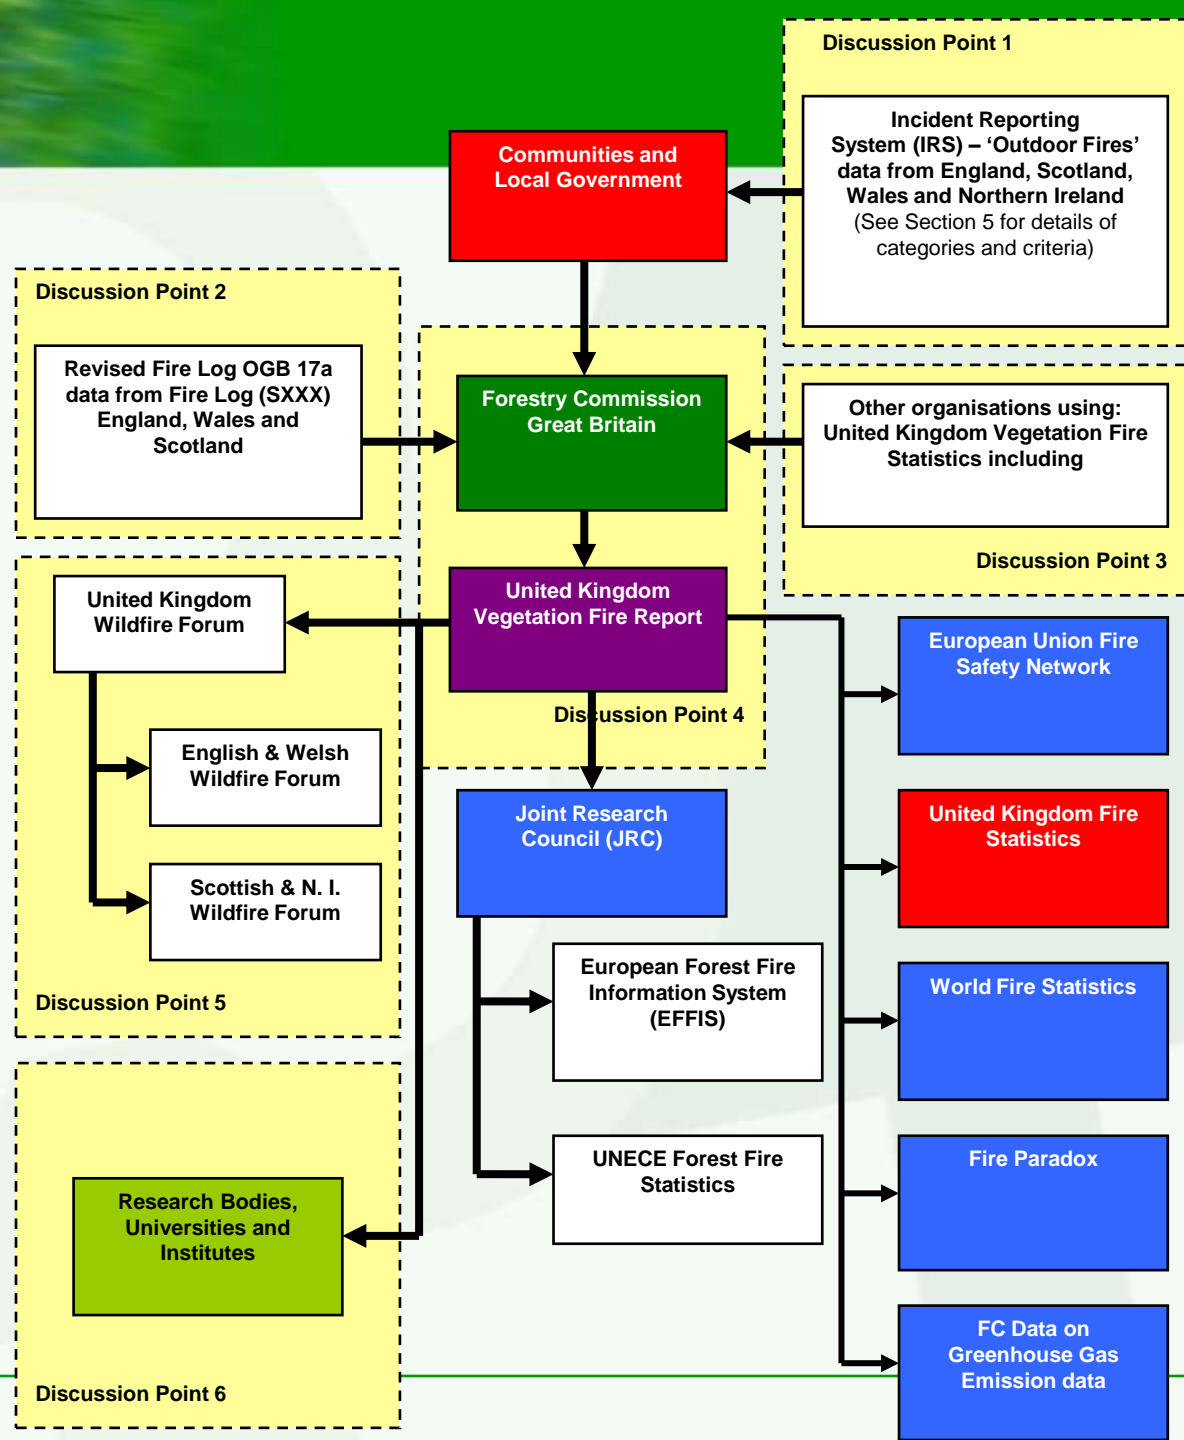 Discussion Point 1
Incident Reporting
System (IRS) – ‘Outdoor Fires’
data from England, Scotland,
Wales and Northern Ireland
(See Section 5 for details of
categories and criteria)
Communities and
Local Government
Discussion Point 2
Revised Fire Log OGB 17a
data from Fire Log (SXXX)
England, Wales and
Scotland
Forestry Commission
Great Britain
Other organisations using:
United Kingdom Vegetation Fire
Statistics including
Discussion Point 3
United Kingdom
Vegetation Fire Report
Discussion Point 4
United Kingdom
Wildfire Forum
English & Welsh
Wildfire Forum
Scottish & N. I.
Wildfire Forum
Discussion Point 5
Joint Research
Council (JRC)
European Forest Fire
Information System
(EFFIS)
UNECE Forest Fire
Statistics
European Union Fire
Safety Network
United Kingdom Fire
Statistics
World Fire Statistics
Fire Paradox
FC Data on
Greenhouse Gas
Emission data
Research Bodies,
Universities and
Institutes
Discussion Point 6